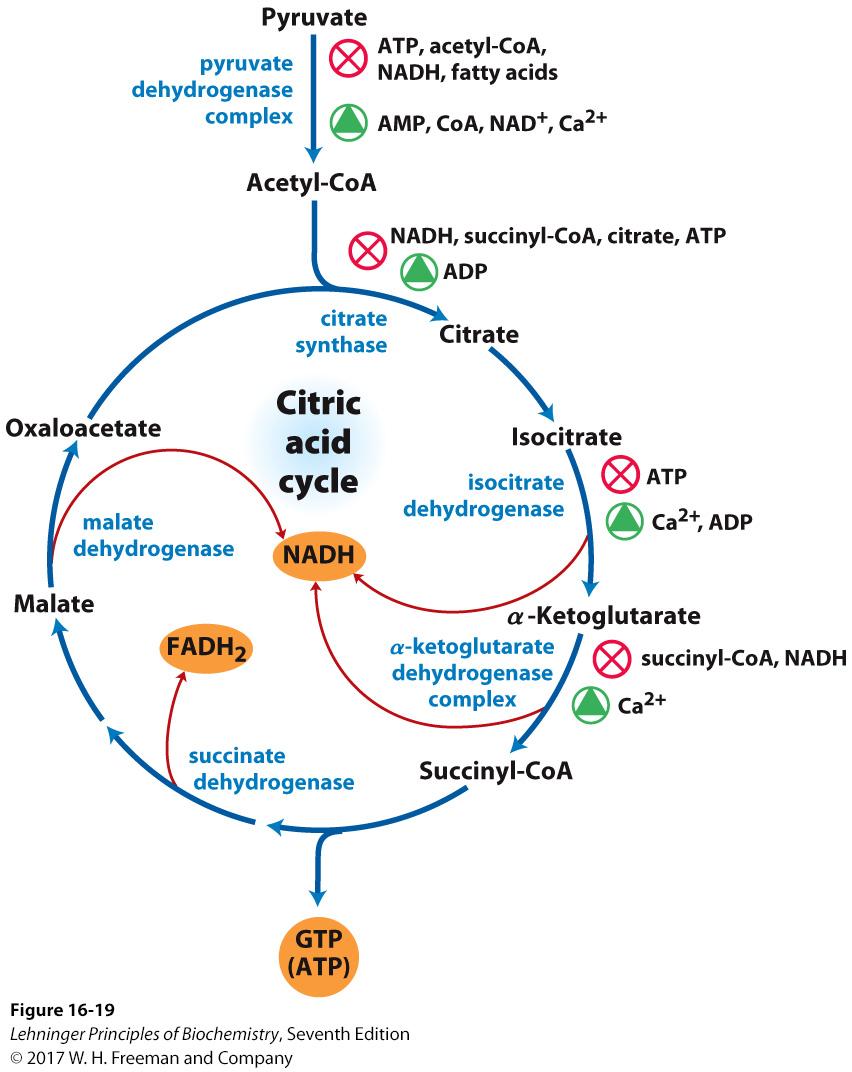 Pyruvate
pyruvate
dehydrogenase
complex
ATP, acetyl-CoA,
NADH, fatty acids
AMP, CoA, NAD⁺, Ca²⁺
Acetyl-CoA
NADH, succinyl-CoA, citrate, ATP
ADP
citrate
synthase
Citrate
Citric
acid
cycle
Oxaloacetate
Isocitrate
isocitrate
dehydrogenase
ATP
Ca²⁺, ADP
malate
dehydrogenase
NADH
Malate
α-Ketoglutarate
FADH₂
α-ketoglutarate
dehydrogenase
complex
succinyl-CoA, NADH
Ca²⁺
succinate
dehydrogenase
Succinyl-CoA
GTP
(ATP)
Figure 16-19
Lehninger Principles of Biochemistry, Seventh Edition
© 2017 W. H. Freeman and Company